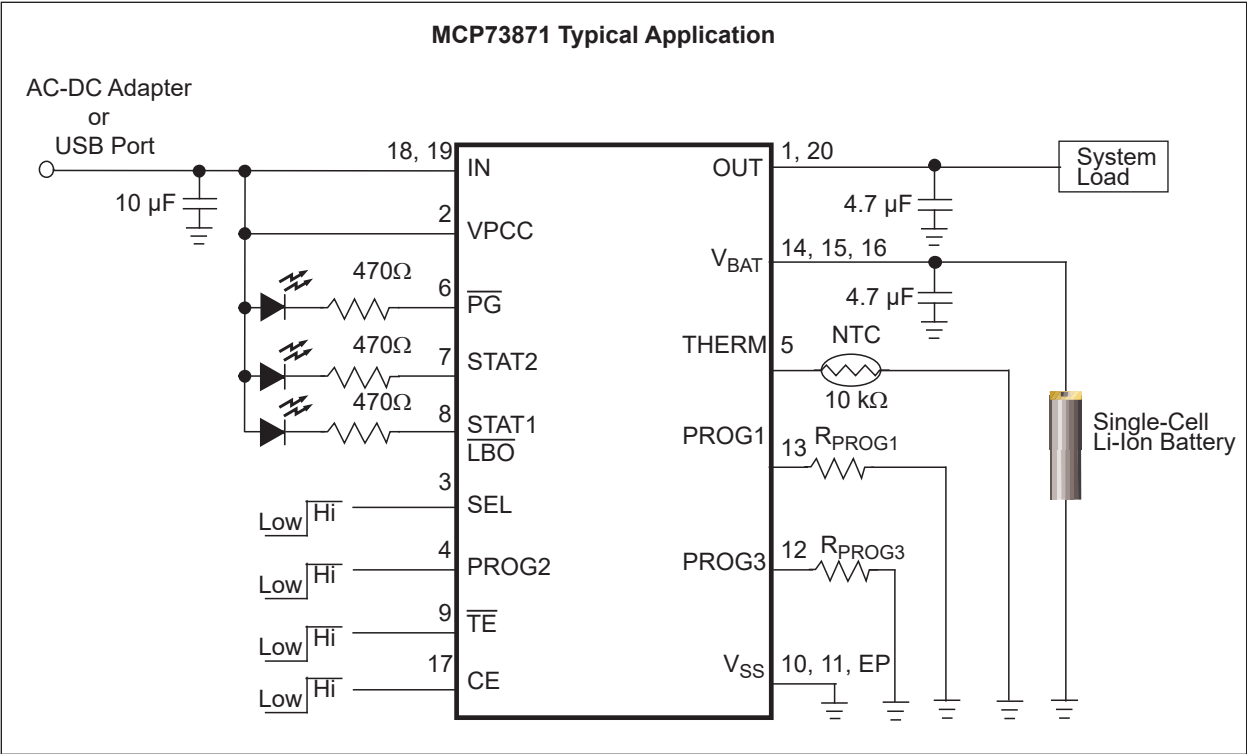 MCP73871 Typical Application
AC-DC Adapter
or
USB Port
10 µF
18, 19
IN
2
VPCC
470Ω
6
P̅G̅
470Ω
7
STAT2
470Ω
8
STAT1
L̅B̅O̅
3
SEL
Low Hi
4
PROG2
Low Hi
9
T̅E̅
Low Hi
17
CE
Low Hi
OUT
1, 20
System
Load
4.7 µF
VBAT
14, 15, 16
4.7 µF
THERM
5
NTC
10 kΩ
PROG1
13
RPROG1
Single-Cell
Li-Ion Battery
PROG3
12
RPROG3
VSS
10, 11, EP